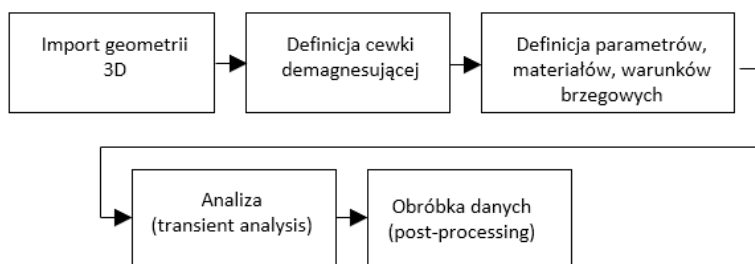 Import geometrii
3D
Definicja cewki
demagnesującej
Definicja parametrów,
materiałów, warunków
brzegowych
Analiza
(transient analysis)
Obróbka danych
(post-processing)